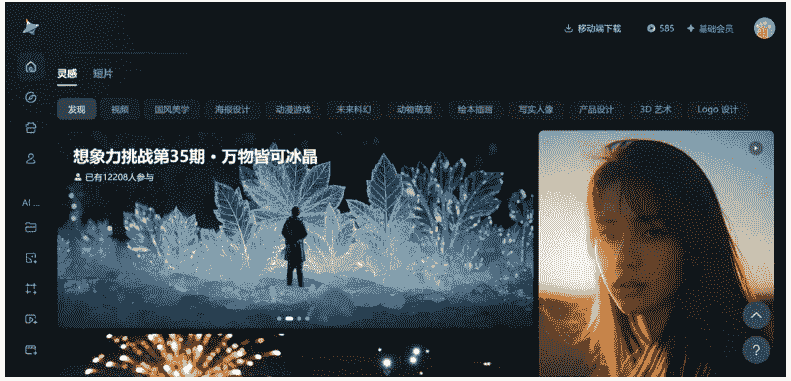 移动端下载 585 基础会员
灵感 短片
发现 视频 国风美学 海报设计 动漫游戏 未来科幻 动物萌宠 绘本插画 写实人像 产品设计 3D 艺术 Logo 设计
想象力挑战第35期·万物皆可冰晶
已有12208人参与
AI ...
?